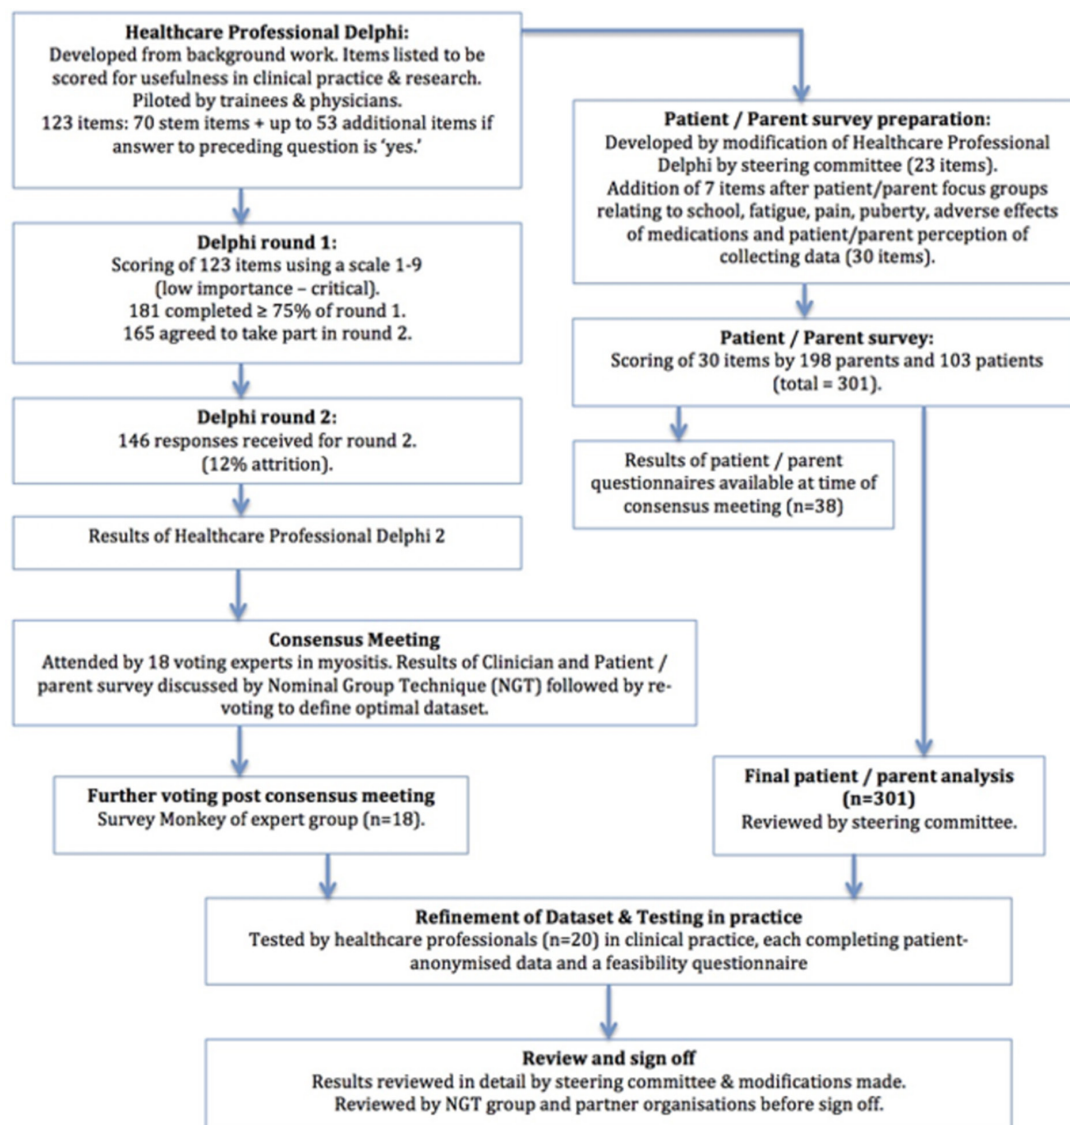 Healthcare Professional Delphi:
Developed from background work. Items listed to be
scored for usefulness in clinical practice & research.
Piloted by trainees & physicians.
123 items: 70 stem items + up to 53 additional items if
answer to preceding question is ‘yes.’
Patient / Parent survey preparation:
Developed by modification of Healthcare Professional
Delphi by steering committee (23 items).
Addition of 7 items after patient/parent focus groups
relating to school, fatigue, pain, puberty, adverse effects
of medications and patient/parent perception of
collecting data (30 items).
Delphi round 1:
Scoring of 123 items using a scale 1-9
(low importance – critical).
181 completed ≥ 75% of round 1.
165 agreed to take part in round 2.
Patient / Parent survey:
Scoring of 30 items by 198 parents and 103 patients
(total = 301).
Delphi round 2:
146 responses received for round 2.
(12% attrition).
Results of patient / parent
questionnaires available at time of
consensus meeting (n=38)
Results of Healthcare Professional Delphi 2
Consensus Meeting
Attended by 18 voting experts in myositis. Results of Clinician and Patient /
parent survey discussed by Nominal Group Technique (NGT) followed by re-
voting to define optimal dataset.
Further voting post consensus meeting
Survey Monkey of expert group (n=18).
Final patient / parent analysis
(n=301)
Reviewed by steering committee.
Refinement of Dataset & Testing in practice
Tested by healthcare professionals (n=20) in clinical practice, each completing patient-
anonymised data and a feasibility questionnaire
Review and sign off
Results reviewed in detail by steering committee & modifications made.
Reviewed by NGT group and partner organisations before sign off.